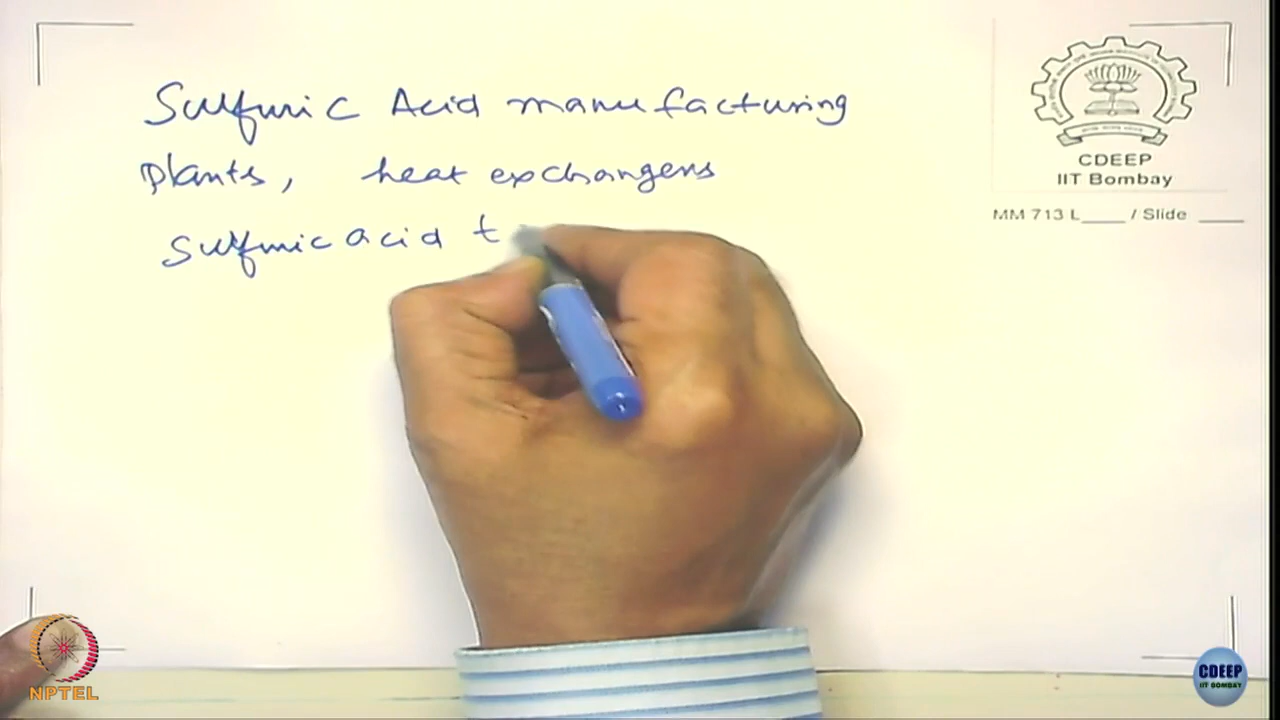 Sulfuric Acid manufacturing
plants, heat exchangers
Sulfuric acid t
CDEEP
IIT Bombay
MM 713 L____ / Slide ____
NPTEL
CDEEP
IIT BOMBAY